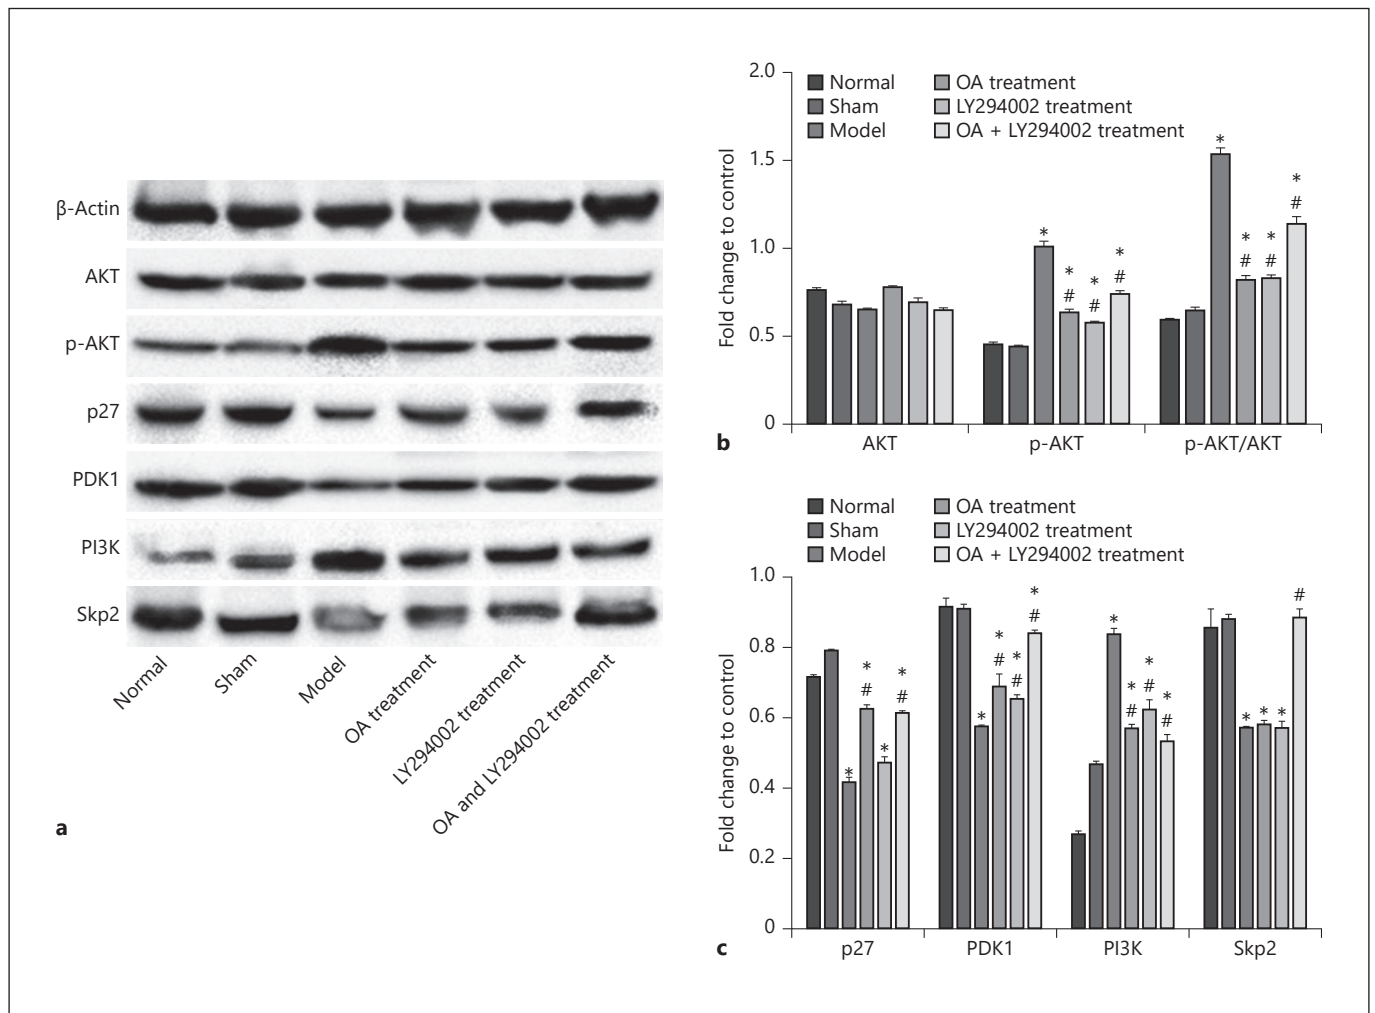 β-Actin
AKT
p-AKT
p27
PDK1
PI3K
Skp2
Normal
Sham
Model
OA treatment
LY294002 treatment
OA and LY294002 treatment
a
2.0
1.5
1.0
0.5
0
Fold change to control
Normal
Sham
Model
OA treatment
LY294002 treatment
OA + LY294002 treatment
*
*
#
*
#
*
#
*
*
#
*
#
*
#
AKT
p-AKT
p-AKT/AKT
b
Normal
Sham
Model
OA treatment
LY294002 treatment
OA + LY294002 treatment
1.0
0.8
0.6
0.4
0.2
0
Fold change to control
*
*
#
*
*
#
*
*
#
*
#
*
#
*
*
#
*
#
*
#
*
*
*
#
p27
PDK1
PI3K
Skp2
c